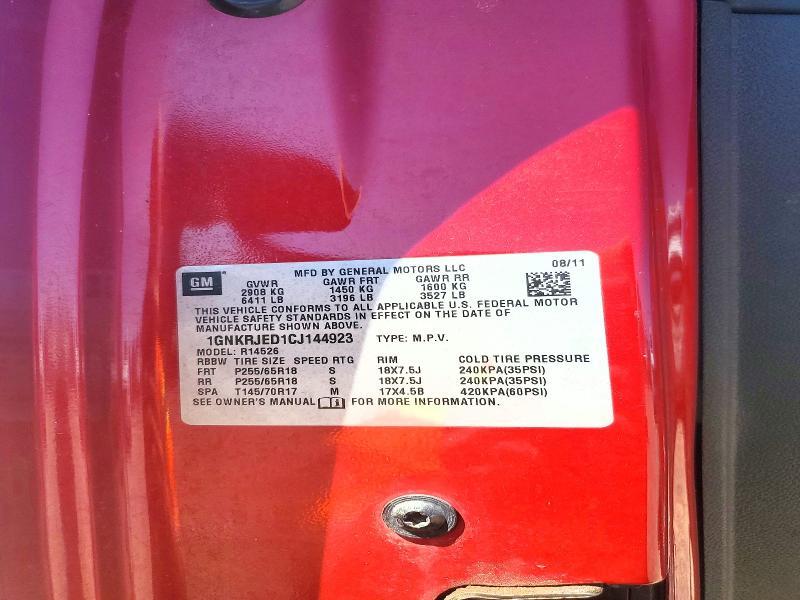 MFD BY GENERAL MOTORS LLC 08/11
GM
GVWR GAWR FRT GAWR RR
2908 KG 1450 KG 1600 KG
6411 LB 3196 LB 3527 LB
THIS VEHICLE CONFORMS TO ALL APPLICABLE U.S. FEDERAL MOTOR
VEHICLE SAFETY STANDARDS IN EFFECT ON THE DATE OF
MANUFACTURE SHOWN ABOVE.
1GNKRJED1CJ144923 TYPE: M.P.V.
MODEL: R14526
RBBW TIRE SIZE SPEED RTG RIM COLD TIRE PRESSURE
FRT P255/65R18 S 18X7.5J 240KPA(35PSI)
RR P255/65R18 S 18X7.5J 240KPA(35PSI)
SPA T145/70R17 M 17X4.5B 420KPA(60PSI)
SEE OWNER'S MANUAL FOR MORE INFORMATION.